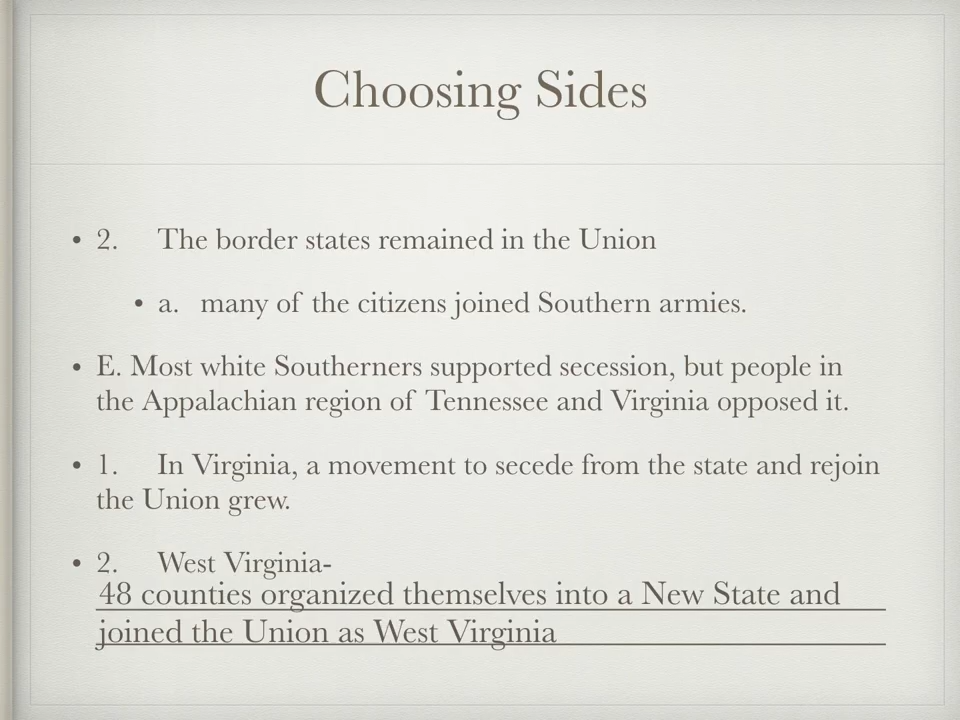 Choosing Sides
• 2. The border states remained in the Union
• a. many of the citizens joined Southern armies.
• E. Most white Southerners supported secession, but people in
the Appalachian region of Tennessee and Virginia opposed it.
• 1. In Virginia, a movement to secede from the state and rejoin
the Union grew.
• 2. West Virginia-
48 counties organized themselves into a New State and
joined the Union as West Virginia